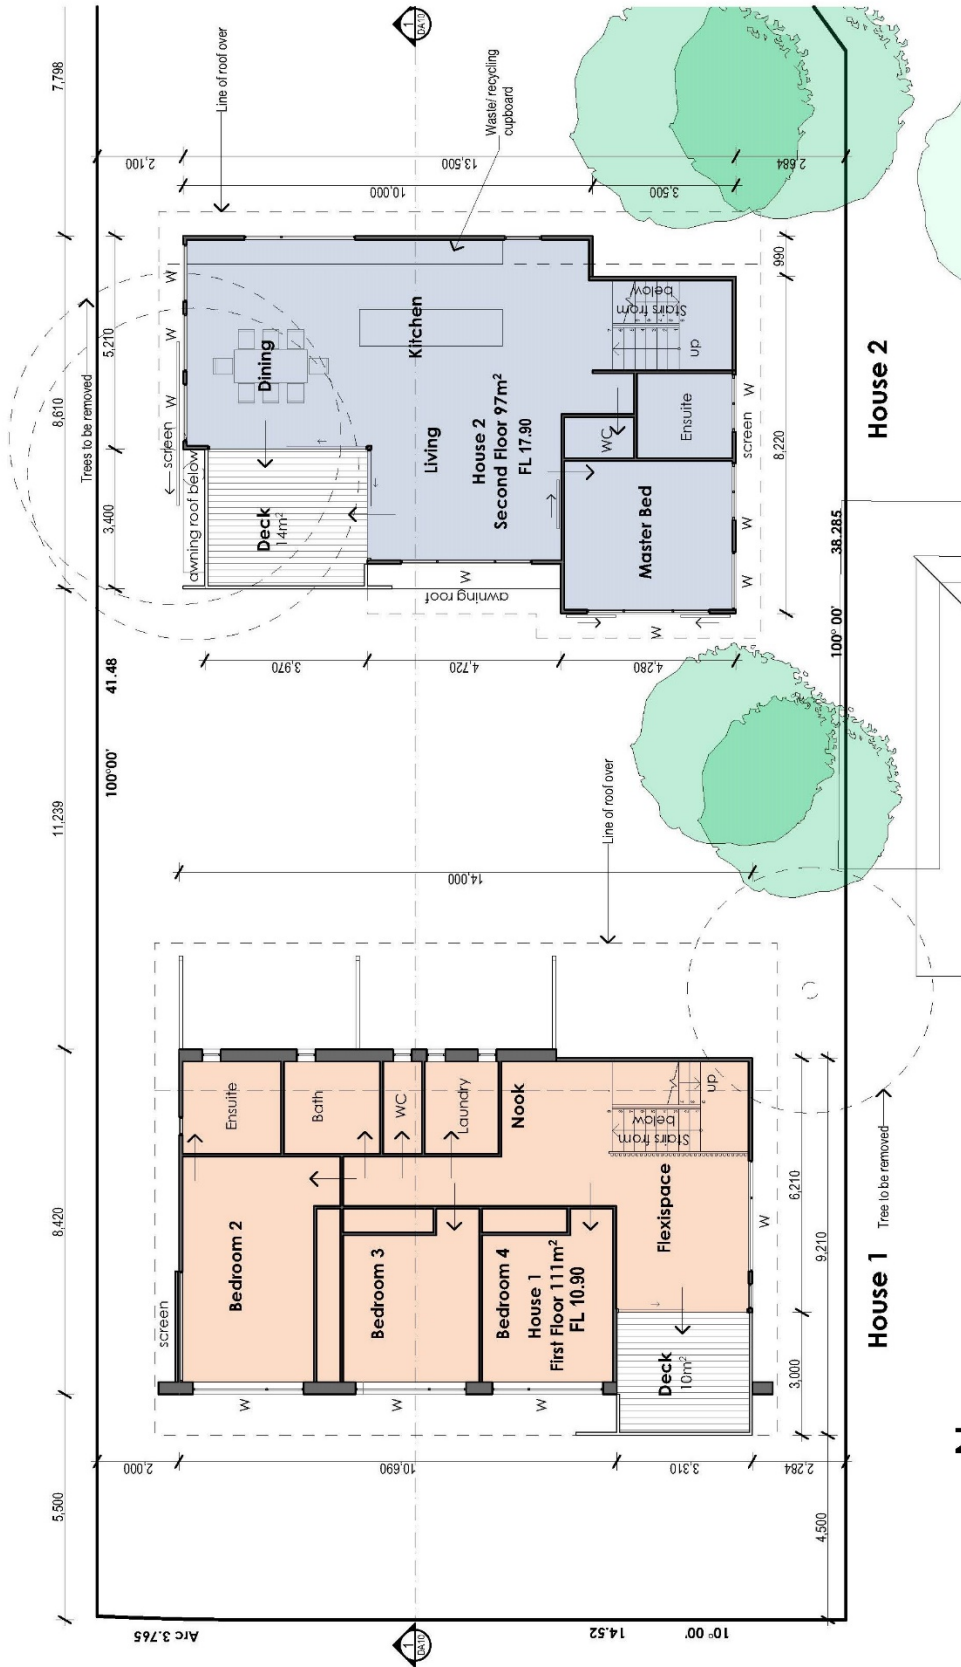 7,798
8,610
11,239
8,420
5,500
5,210
3,400
Trees to be removed
41.48
100°00'
2,100
13,500
2,684
10,000
3,500
Line of roof over
Waste/recycling
cupboard
1
DA10
screen
awning roof below
W
W
W
Dining
Kitchen
Deck
14m²
Living
House 2
Second Floor 97m²
FL 17.90
WC
Ensuite
Stairs from
below
up
Master Bed
W
awning roof
W
W
W
W
screen
990
8,220
3,970
4,720
4,280
House 2
38.285
100° 00'
Line of roof over
14,000
screen
Ensuite
Bath
WC
Laundry
Nook
Stairs from
below
up
Bedroom 2
Bedroom 3
Bedroom 4
House 1
First Floor 111m²
FL 10.90
Flexispace
Deck
10m²
W
W
W
W
6,210
3,000
9,210
4,500
2,000
10,690
3,310
2,284
House 1
Tree to be removed
Arc 3.765
1
DA10
14.52
10° 00'
N